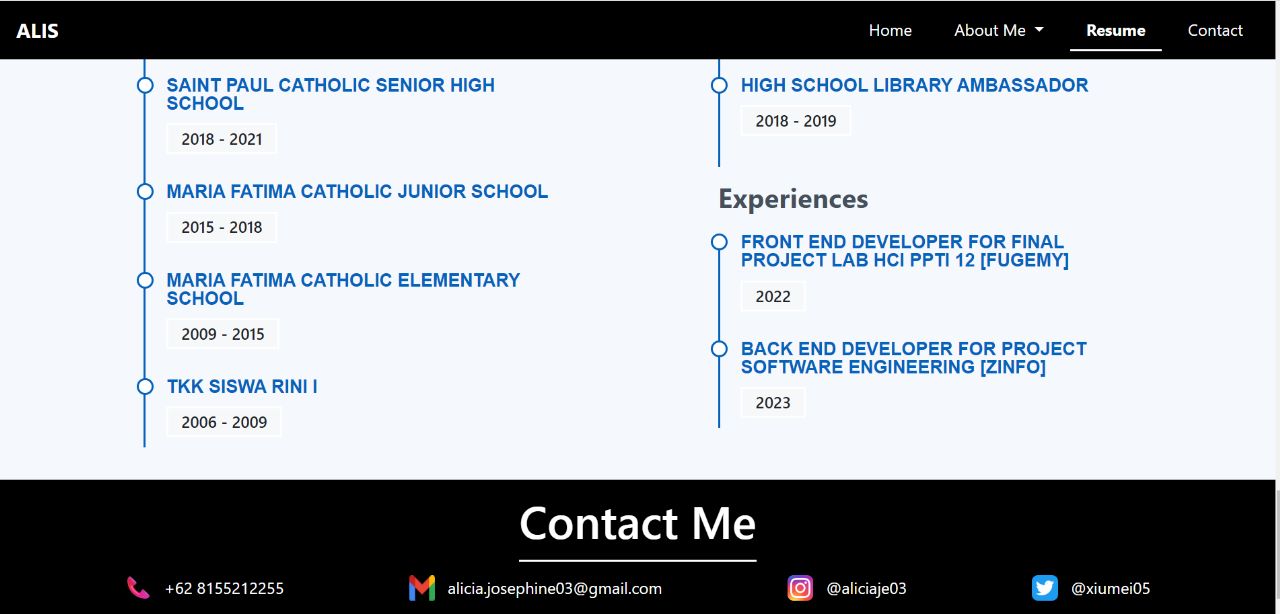 ALIS
Home
About Me
Resume
Contact
SAINT PAUL CATHOLIC SENIOR HIGH
SCHOOL
2018 - 2021
MARIA FATIMA CATHOLIC JUNIOR SCHOOL
2015 - 2018
MARIA FATIMA CATHOLIC ELEMENTARY
SCHOOL
2009 - 2015
TKK SISWA RINI I
2006 - 2009
HIGH SCHOOL LIBRARY AMBASSADOR
2018 - 2019
Experiences
FRONT END DEVELOPER FOR FINAL
PROJECT LAB HCI PPTI 12 [FUGEMY]
2022
BACK END DEVELOPER FOR PROJECT
SOFTWARE ENGINEERING [ZINFO]
2023
Contact Me
+62 8155212255
alicia.josephine03@gmail.com
@aliciaje03
@xiumei05